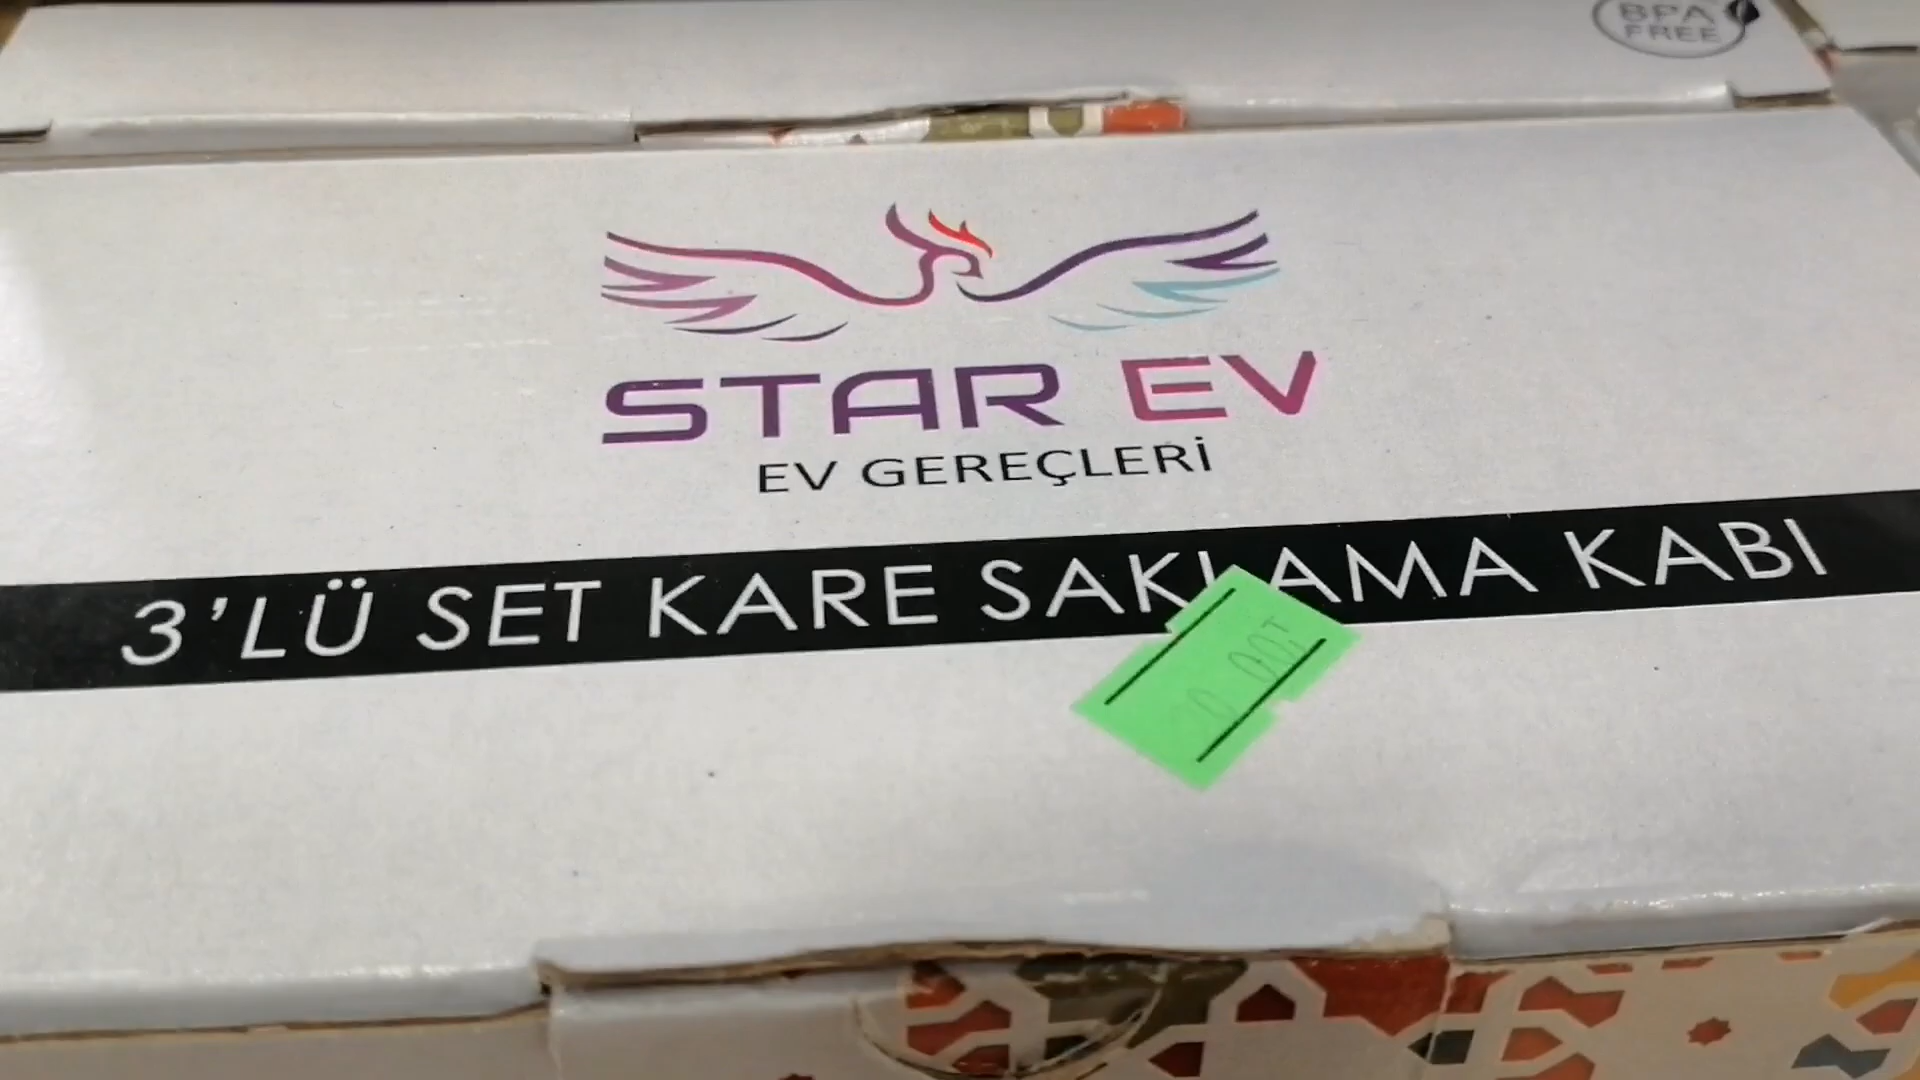 BPA
FREE
STAR EV
EV GEREÇLERİ
3'LÜ SET KARE SAKLAMA KABI